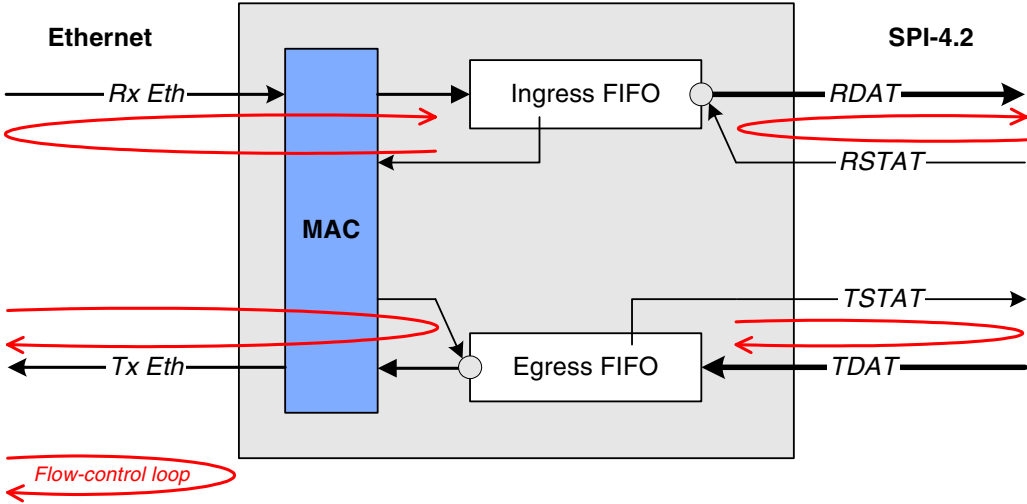 Ethernet
SPI-4.2
Rx Eth
Ingress FIFO
RDAT
RSTAT
MAC
TSTAT
Tx Eth
Egress FIFO
TDAT
Flow-control loop